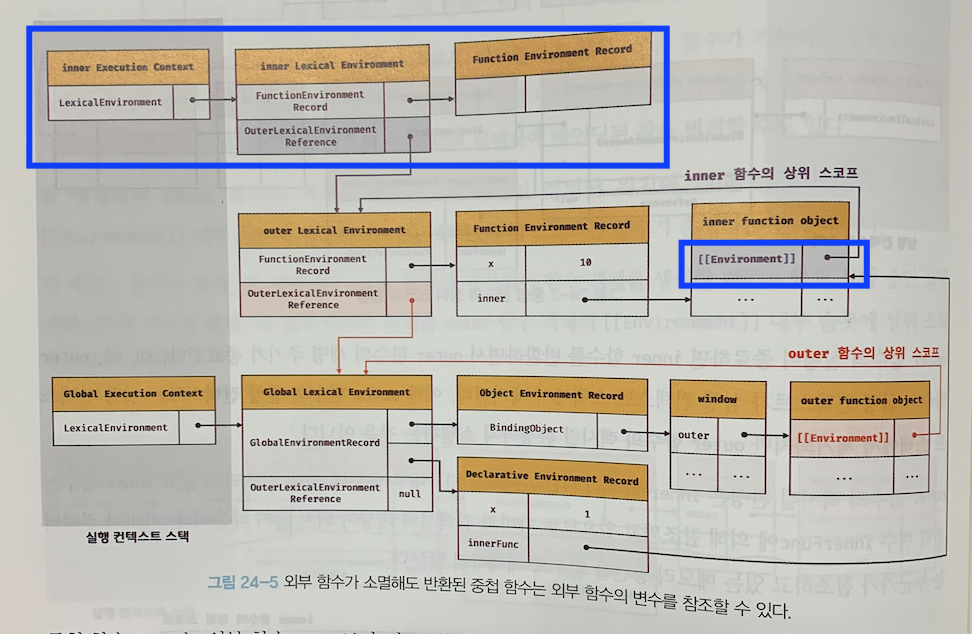 inner Execution Context
LexicalEnvironment
inner Lexical Environment
FunctionEnvironment
Record
OuterLexicalEnvironment
Reference
Function Environment Record
inner 함수의 상위 스코프
outer Lexical Environment
FunctionEnvironment
Record
OuterLexicalEnvironment
Reference
Function Environment Record
x 10
inner
inner function object
[[Environment]]
... ...
outer 함수의 상위 스코프
Global Execution Context
LexicalEnvironment
Global Lexical Environment
GlobalEnvironmentRecord
OuterLexicalEnvironment
Reference
null
Object Environment Record
BindingObject
window
outer
... ...
outer function object
[[Environment]]
... ...
Declarative Environment Record
x 1
innerFunc
실행 컨텍스트 스택
그림 24-5 외부 함수가 소멸해도 반환된 중첩 함수는 외부 함수의 변수를 참조할 수 있다.